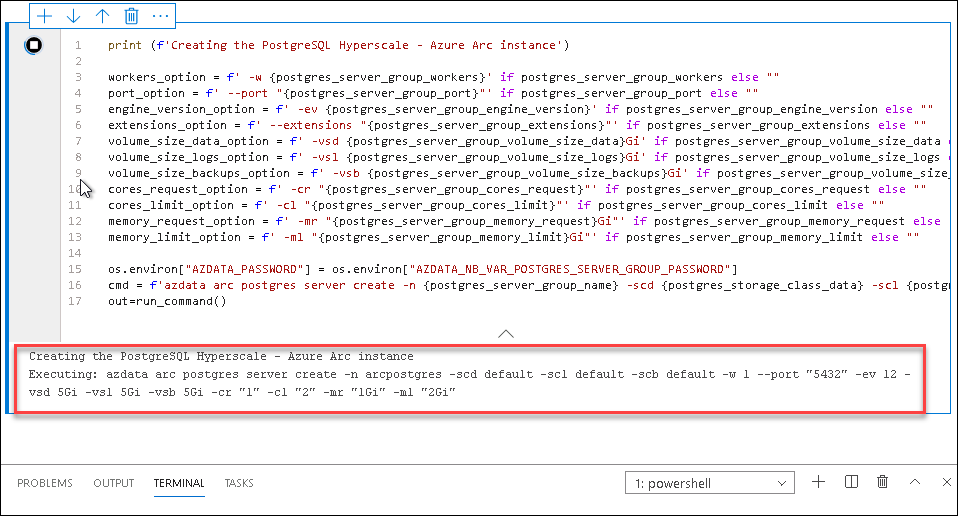 1 print (f'Creating the PostgreSQL Hyperscale - Azure Arc instance')
2
3 workers_option = f' -w {postgres_server_group_workers}' if postgres_server_group_workers else ""
4 port_option = f' --port "{postgres_server_group_port}"' if postgres_server_group_port else ""
5 engine_version_option = f' -ev {postgres_server_group_engine_version}' if postgres_server_group_engine_version else ""
6 extensions_option = f' --extensions "{postgres_server_group_extensions}"' if postgres_server_group_extensions else ""
7 volume_size_data_option = f' -vsd {postgres_server_group_volume_size_data}Gi' if postgres_server_group_volume_size_data e
8 volume_size_logs_option = f' -vsl {postgres_server_group_volume_size_logs}Gi' if postgres_server_group_volume_size_logs e
9 volume_size_backups_option = f' -vsb {postgres_server_group_volume_size_backups}Gi' if postgres_server_group_volume_size_
10 cores_request_option = f' -cr "{postgres_server_group_cores_request}"' if postgres_server_group_cores_request else ""
11 cores_limit_option = f' -cl "{postgres_server_group_cores_limit}"' if postgres_server_group_cores_limit else ""
12 memory_request_option = f' -mr "{postgres_server_group_memory_request}Gi"' if postgres_server_group_memory_request else
13 memory_limit_option = f' -ml "{postgres_server_group_memory_limit}Gi"' if postgres_server_group_memory_limit else ""
14
15 os.environ["AZDATA_PASSWORD"] = os.environ["AZDATA_NB_VAR_POSTGRES_SERVER_GROUP_PASSWORD"]
16 cmd = f'azdata arc postgres server create -n {postgres_server_group_name} -scd {postgres_storage_class_data} -scl {postg
17 out=run_command()
Creating the PostgreSQL Hyperscale - Azure Arc instance
Executing: azdata arc postgres server create -n arcpostgres -scd default -scl default -scb default -w 1 --port "5432" -ev 12 -
vsd 5Gi -vsl 5Gi -vsb 5Gi -cr "1" -cl "2" -mr "1Gi" -ml "2Gi"
PROBLEMS OUTPUT TERMINAL TASKS 1: powershell